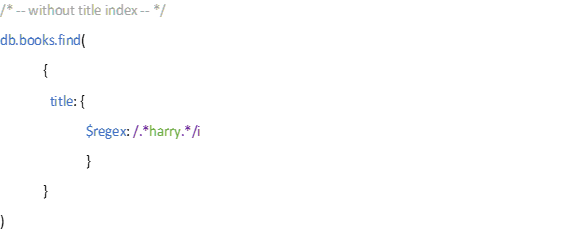 /* -- without title index -- */
db.books.find(
{
title: {
$regex: /.*harry.*/i
}
}
)